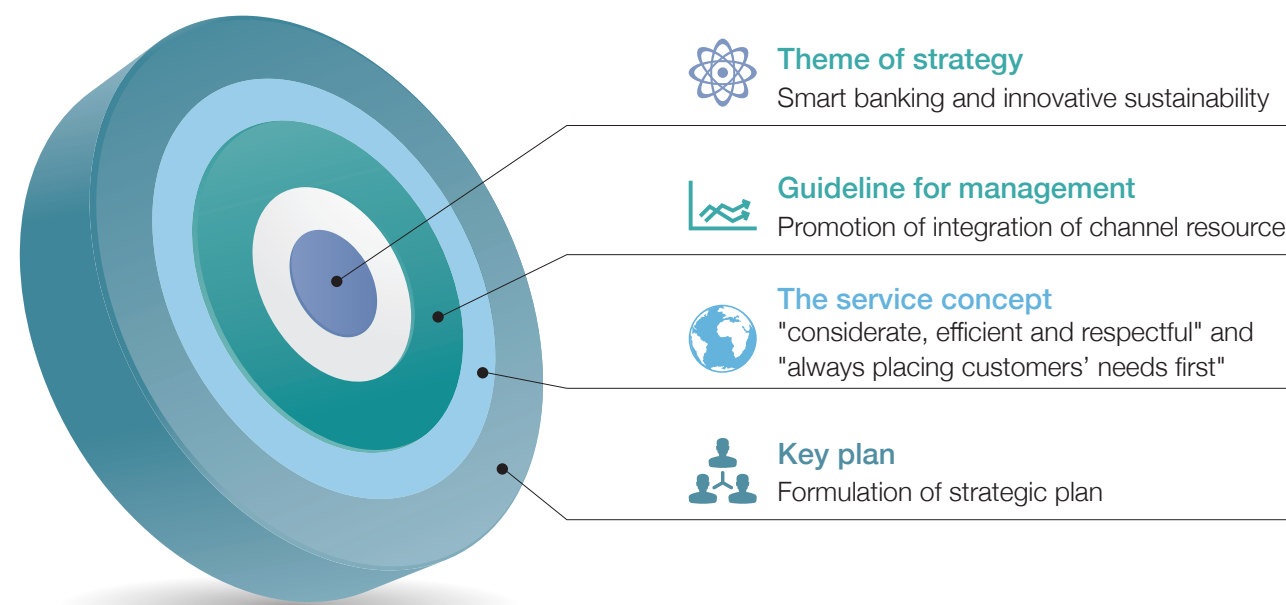 Theme of strategy
Smart banking and innovative sustainability
Guideline for management
Promotion of integration of channel resource
The service concept
"considerate, efficient and respectful" and
"always placing customers’ needs first"
Key plan
Formulation of strategic plan